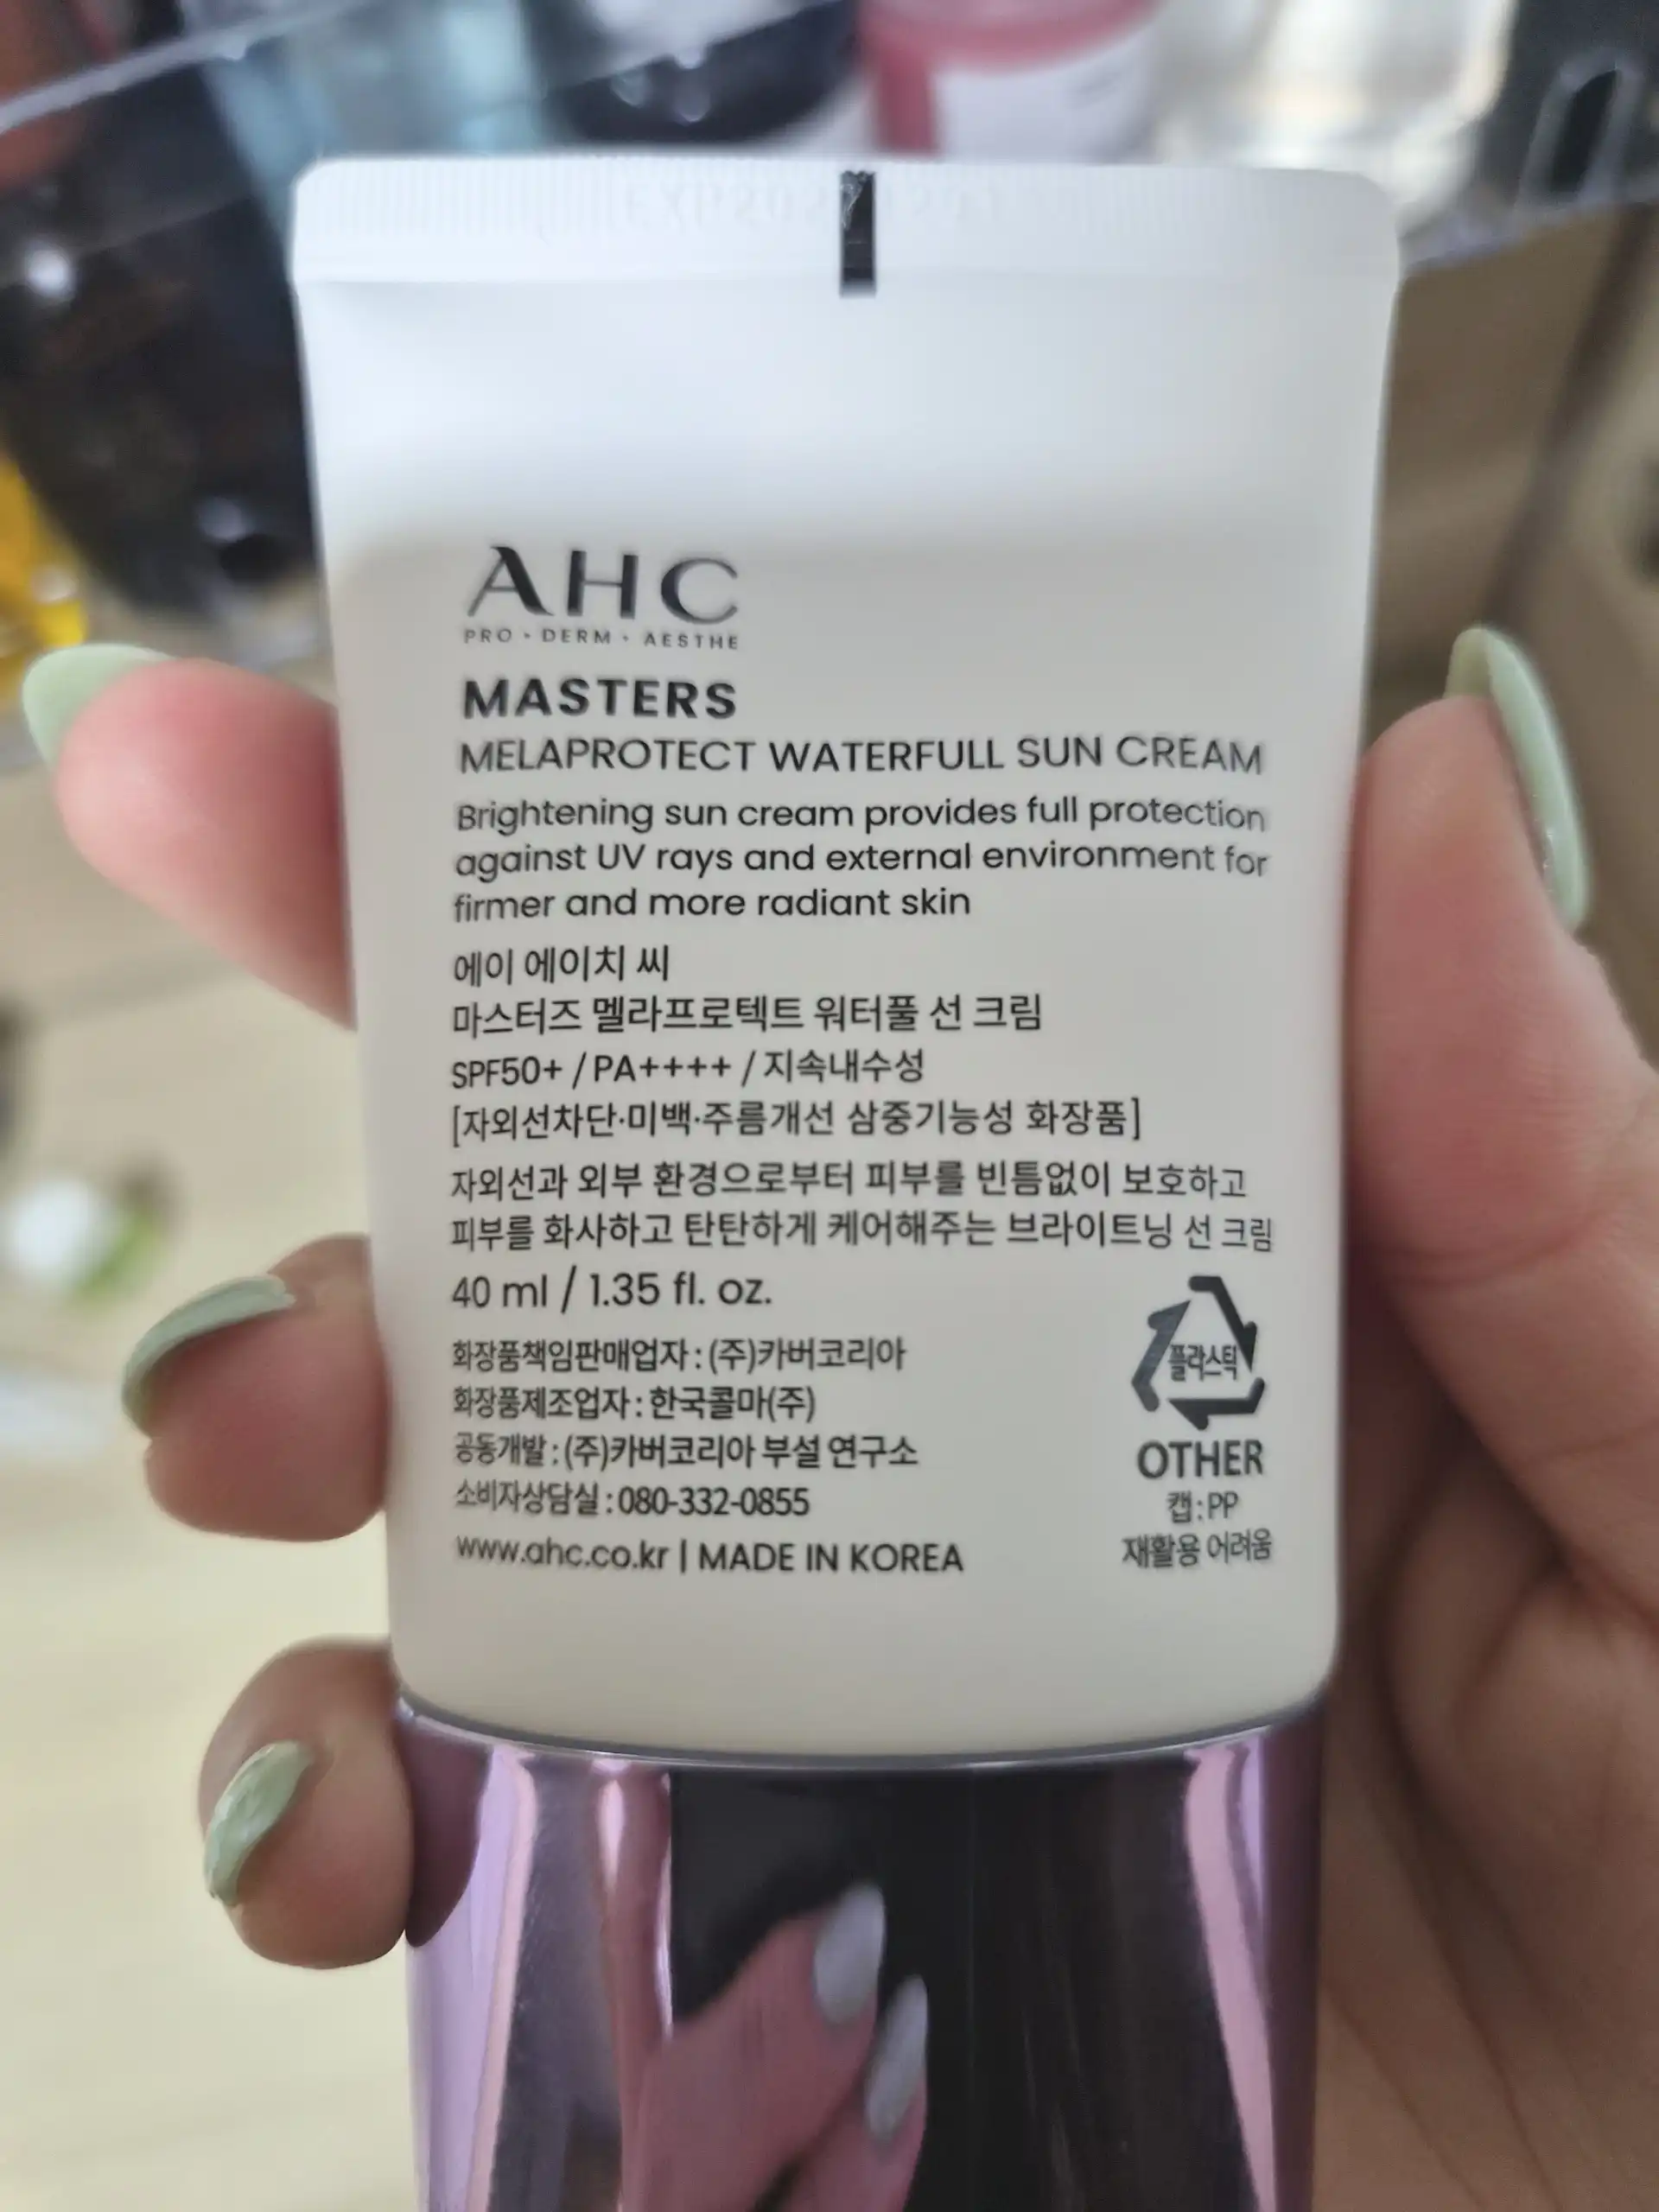 AHC
PRO · DERM · AESTHE
MASTERS
MELAPROTECT WATERFULL SUN CREAM
Brightening sun cream provides full protection
against UV rays and external environment for
firmer and more radiant skin
에이 에이치 씨
마스터즈 멜라프로텍트 워터풀 선 크림
SPF50+ / PA++++ / 지속내수성
[자외선차단·미백·주름개선 삼중기능성 화장품]
자외선과 외부 환경으로부터 피부를 빈틈없이 보호하고
피부를 화사하고 탄탄하게 케어해주는 브라이트닝 선 크림
40 ml / 1.35 fl. oz.
화장품책임판매업자 : (주)카버코리아
화장품제조업자 : 한국콜마(주)
공동개발 : (주)카버코리아 부설 연구소
소비자상담실 : 080-332-0855
www.ahc.co.kr | MADE IN KOREA
플라스틱
OTHER
캡 : PP
재활용 어려움